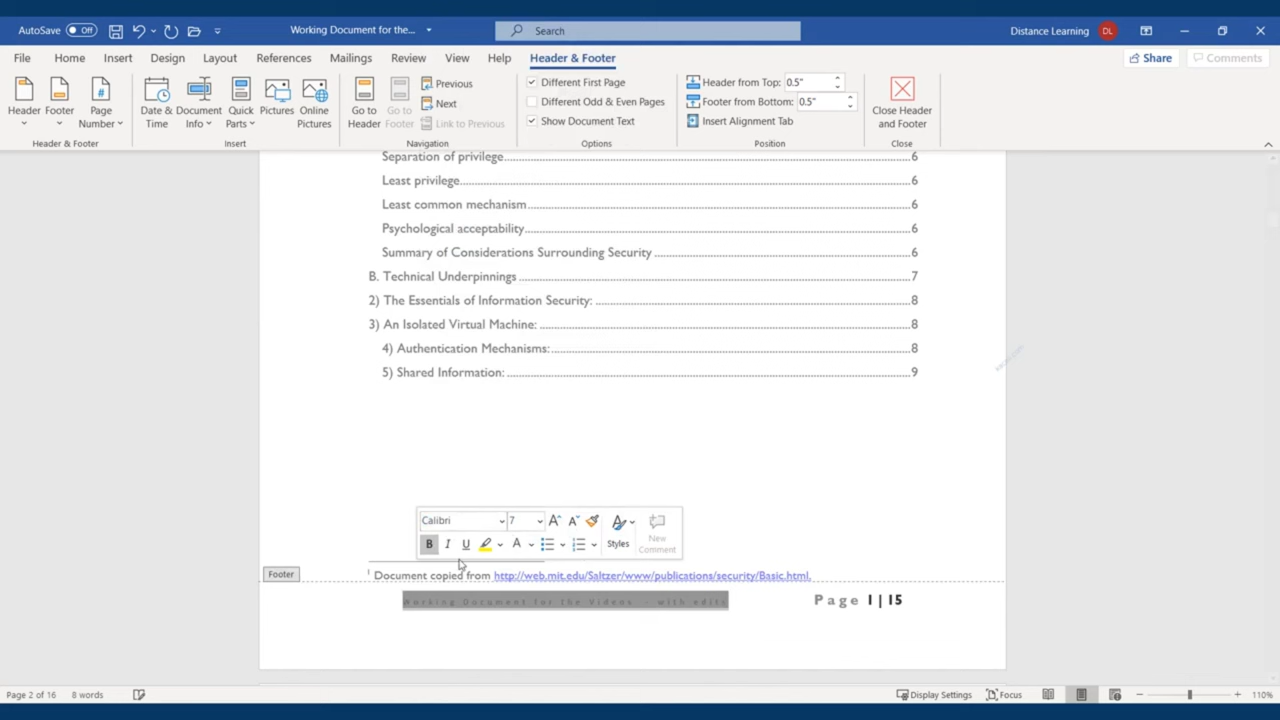 AutoSave Off Working Document for the... Search Distance Learning DL
File Home Insert Design Layout References Mailings Review View Help Header & Footer Share Comments
Header Footer Page Number Date & Time Document Info Quick Parts Pictures Online Pictures Go to Header Go to Footer Previous Next Link to Previous
Different First Page
Different Odd & Even Pages
Show Document Text
Header from Top: 0.5"
Footer from Bottom: 0.5"
Insert Alignment Tab
Close Header and Footer
Header & Footer Insert Navigation Options Position Close
Separation of privilege 6
Least privilege 6
Least common mechanism 6
Psychological acceptability 6
Summary of Considerations Surrounding Security 6
B. Technical Underpinnings 7
2) The Essentials of Information Security: 8
3) An Isolated Virtual Machine: 8
4) Authentication Mechanisms: 8
5) Shared Information: 9
Calibri 7
B I U A Styles New Comment
Footer
1 Document copied from http://web.mit.edu/Saltzer/www/publications/security/Basic.html.
Working Document for the Videos - with edits Page 1|15
Page 2 of 16 8 words Display Settings Focus 110%